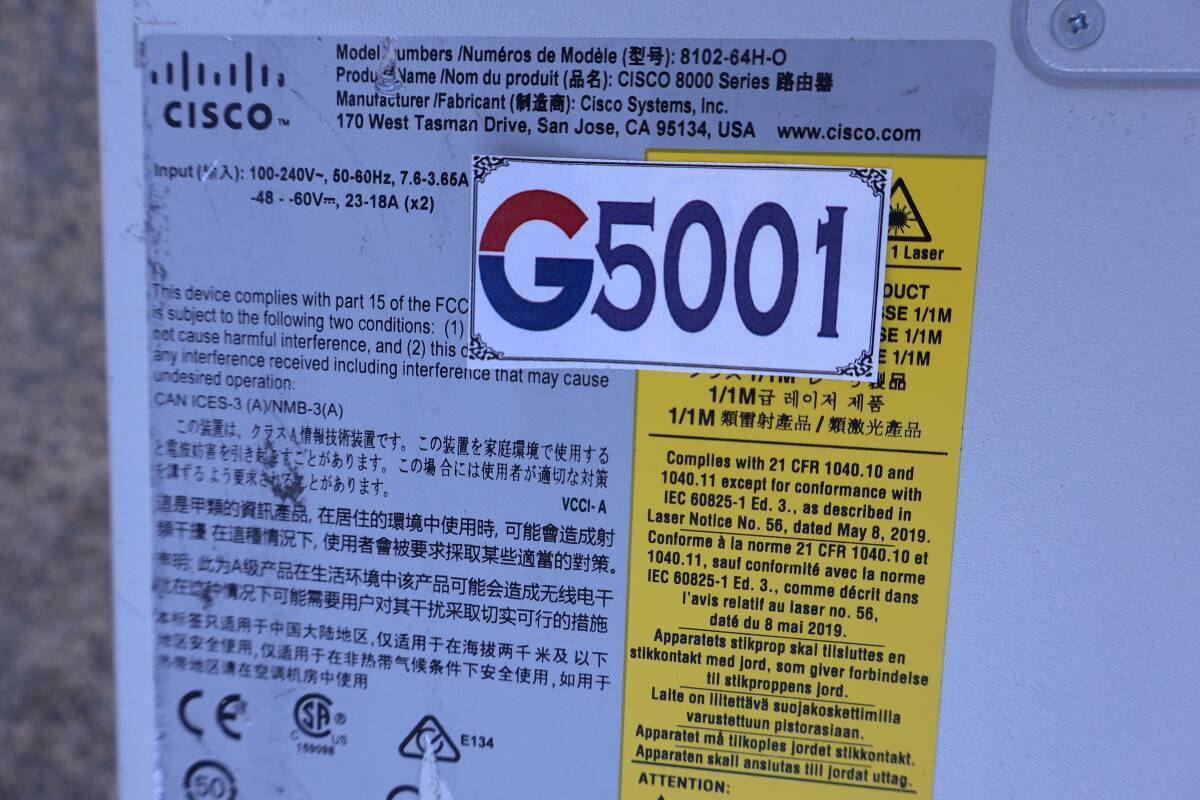 CISCO™
Model Numbers /Numéros de Modèle (型号): 8102-64H-O
Product Name /Nom du produit (品名): CISCO 8000 Series 路由器
Manufacturer /Fabricant (制造商): Cisco Systems, Inc.
170 West Tasman Drive, San Jose, CA 95134, USA www.cisco.com
Input (输入): 100-240V~, 50-60Hz, 7.6-3.65A
-48 - -60V⎓, 23-18A (x2)
G5001
This device complies with part 15 of the FCC
is subject to the following two conditions: (1)
not cause harmful interference, and (2) this
any interference received including interference that may cause
undesired operation:
CAN ICES-3 (A)/NMB-3(A)
この装置は、クラスA情報技術装置です。この装置を家庭環境で使用する
と電波妨害を引き起こすことがあります。この場合には使用者が適切な対策
を講ずるよう要求されることがあります。
VCCI-A
這是甲類的資訊產品, 在居住的環境中使用時, 可能會造成射
頻干擾 在這種情況下, 使用者會被要求採取某些適當的對策。
声明: 此为A级产品在生活环境中该产品可能会造成无线电干
扰在这种情况下可能需要用户对其干扰采取切实可行的措施
本标签只适用于中国大陆地区,仅适用于在海拔两千米及以下
地区安全使用,仅适用于在非热带气候条件下安全使用,如用于
热带地区请在空调机房中使用
CE
SA®
C US
159098
E134
50
1 Laser
DUCT
SSE 1/1M
SE 1/1M
E 1/1M
クラス 1/1M レーザ製品
1/1M급 레이저 제품
1/1M 類雷射產品 / 類激光產品
Complies with 21 CFR 1040.10 and
1040.11 except for conformance with
IEC 60825-1 Ed. 3., as described in
Laser Notice No. 56, dated May 8, 2019.
Conforme à la norme 21 CFR 1040.10 et
1040.11, sauf conformité avec la norme
IEC 60825-1 Ed. 3., comme décrit dans
l'avis relatif au laser no. 56,
daté du 8 mai 2019.
Apparatets stikprop skal tilsluttes en
stikkontakt med jord, som giver forbindelse
til stikproppens jord.
Laite on liitettävä suojakoskettimilla
varustettuun pistorasiaan.
Apparatet må tilkoples jordet stikkontakt.
Apparaten skall anslutas till jordat uttag.
ATTENTION: